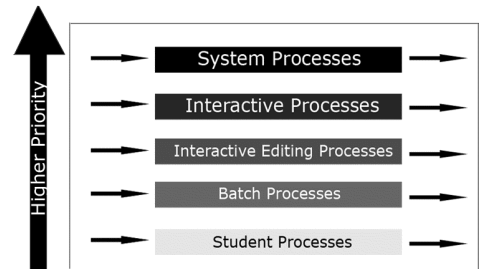 Higher Priority
System Processes
Interactive Processes
Interactive Editing Processes
Batch Processes
Student Processes